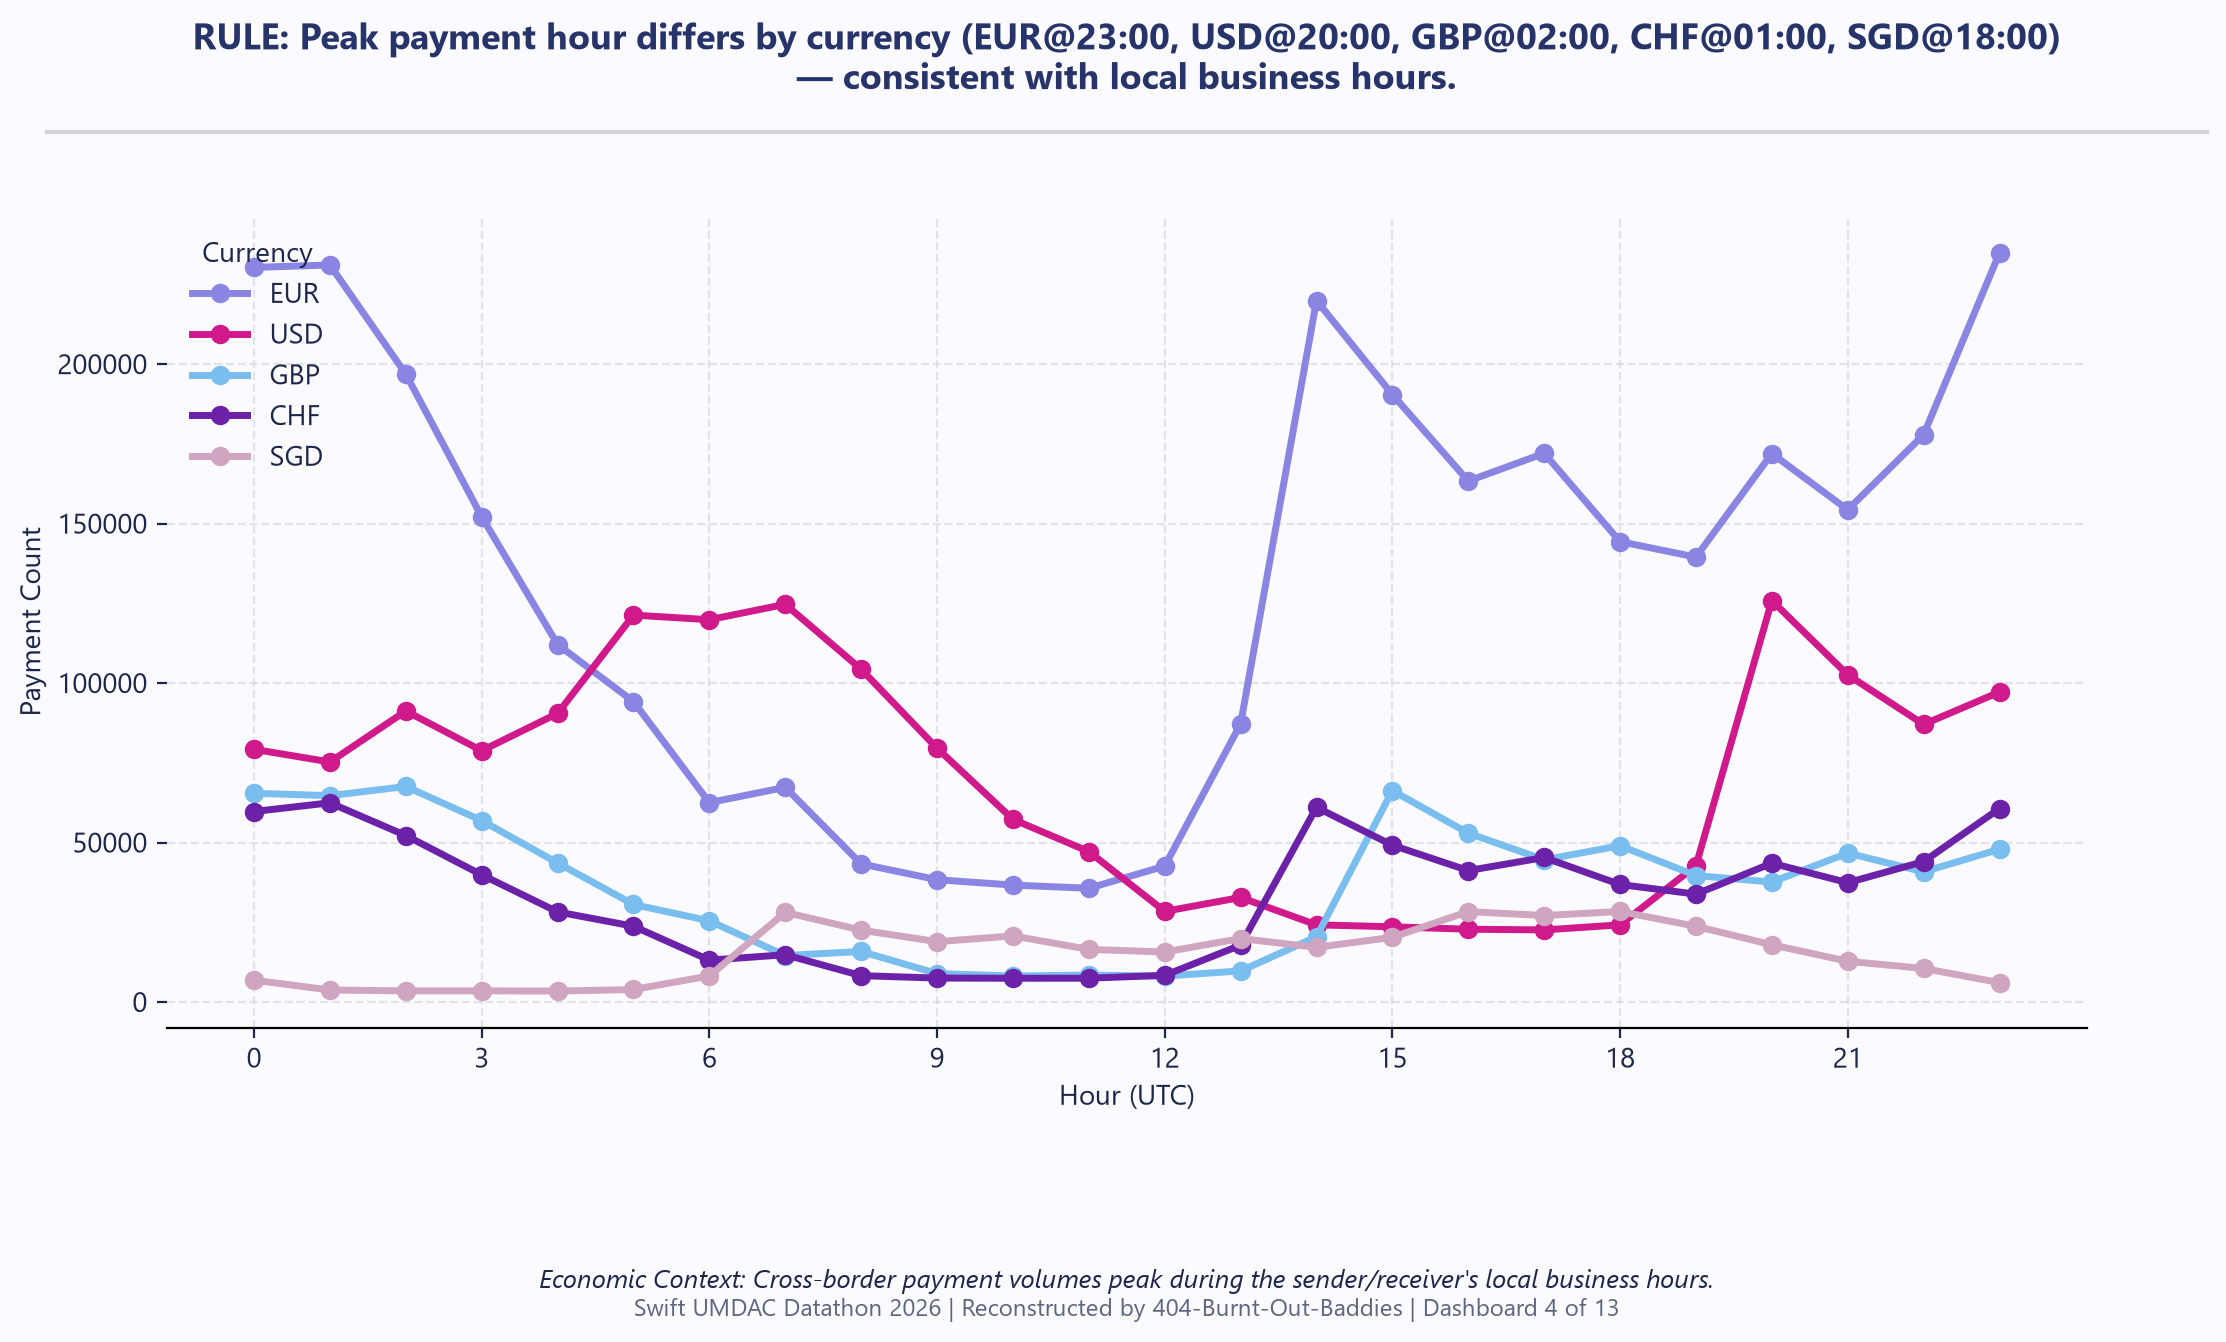 RULE: Peak payment hour differs by currency (EUR@23:00, USD@20:00, GBP@02:00, CHF@01:00, SGD@18:00)
— consistent with local business hours.
Currency
EUR
USD
GBP
CHF
SGD
Payment Count
200000
150000
100000
50000
0
0 3 6 9 12 15 18 21
Hour (UTC)
Economic Context: Cross-border payment volumes peak during the sender/receiver's local business hours.
Swift UMDAC Datathon 2026 | Reconstructed by 404-Burnt-Out-Baddies | Dashboard 4 of 13